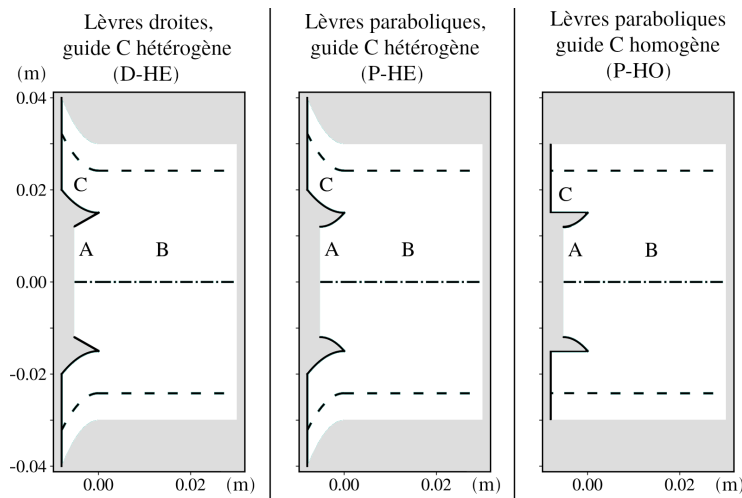 Lèvres droites,
guide C hétérogène
(D-HE)
Lèvres paraboliques,
guide C hétérogène
(P-HE)
Lèvres paraboliques
guide C homogène
(P-HO)
(m)
0.04
0.02
0.00
-0.02
-0.04
C
A B
0.00 0.02 (m)
C
A B
0.00 0.02 (m)
C
A B
0.00 0.02 (m)